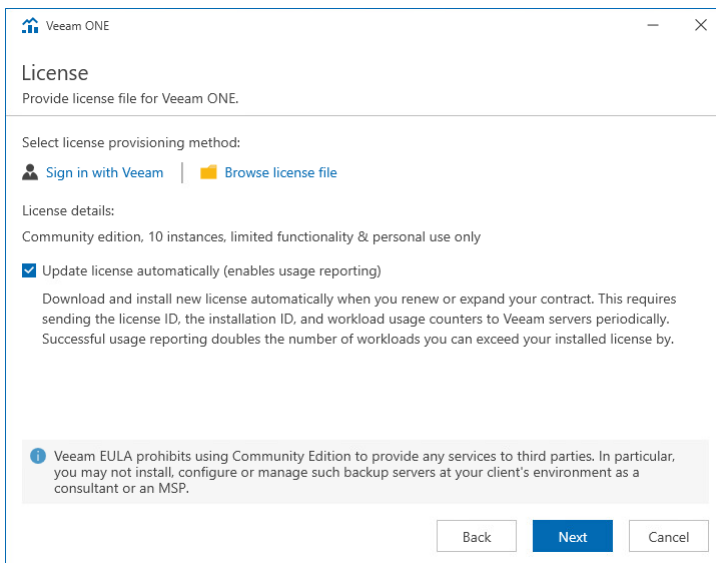 Veeam ONE
License
Provide license file for Veeam ONE.
Select license provisioning method:
Sign in with Veeam
Browse license file
License details:
Community edition, 10 instances, limited functionality & personal use only
Update license automatically (enables usage reporting)
Download and install new license automatically when you renew or expand your contract. This requires
sending the license ID, the installation ID, and workload usage counters to Veeam servers periodically.
Successful usage reporting doubles the number of workloads you can exceed your installed license by.
Veeam EULA prohibits using Community Edition to provide any services to third parties. In particular,
you may not install, configure or manage such backup servers at your client's environment as a
consultant or an MSP.
Back
Next
Cancel